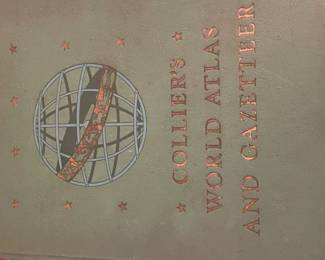 COLLIER'S
WORLD ATLAS
AND GAZETTEER